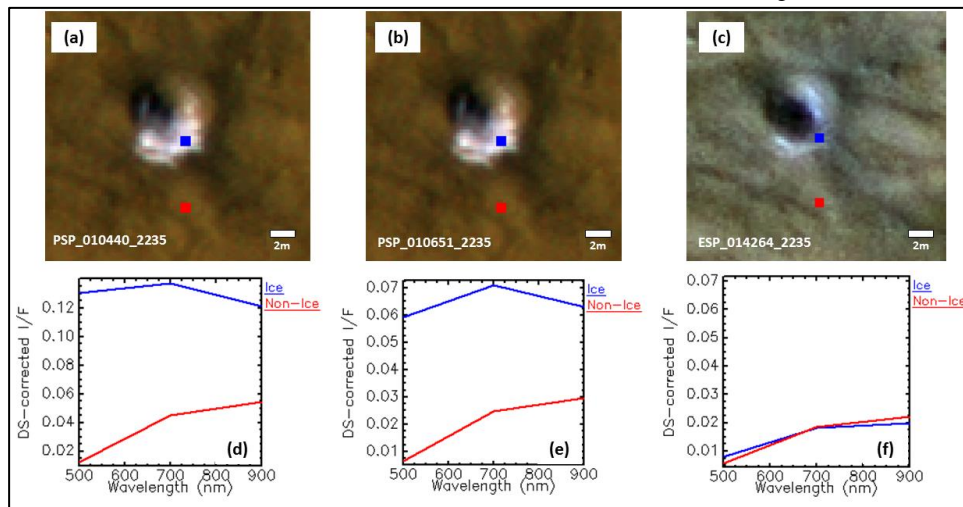 (a)
(b)
(c)
PSP_010440_2235
2m
PSP_010651_2235
2m
ESP_014264_2235
2m
DS-corrected I/F
0.12
0.10
0.08
0.06
0.04
0.02
Ice
Non-Ice
(d)
500 600 700 800 900
Wavelength (nm)
DS-corrected I/F
0.07
0.06
0.05
0.04
0.03
0.02
0.01
Ice
Non-Ice
(e)
500 600 700 800 900
Wavelength (nm)
DS-corrected I/F
0.07
0.06
0.05
0.04
0.03
0.02
0.01
Ice
Non-Ice
(f)
500 600 700 800 900
Wavelength (nm)